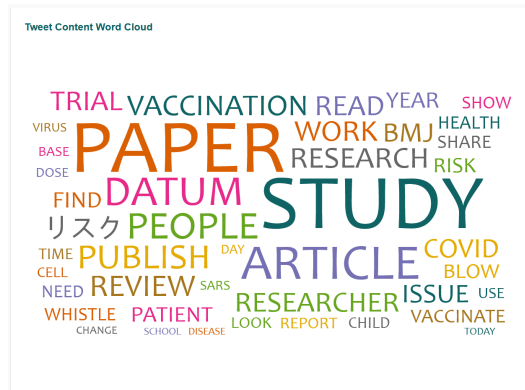 Tweet Content Word Cloud
TRIAL VACCINATION READ YEAR SHOW
VIRUS PAPER WORK BMJ HEALTH
SHARE
BASE RESEARCH RISK
DOSE
FIND DATUM STUDY
リスク PEOPLE
TIME PUBLISH DAY ARTICLE COVID
CELL BLOW
NEED REVIEW SARS ISSUE USE
RESEARCHER
WHISTLE PATIENT VACCINATE
LOOK REPORT CHILD
CHANGE SCHOOL DISEASE TODAY